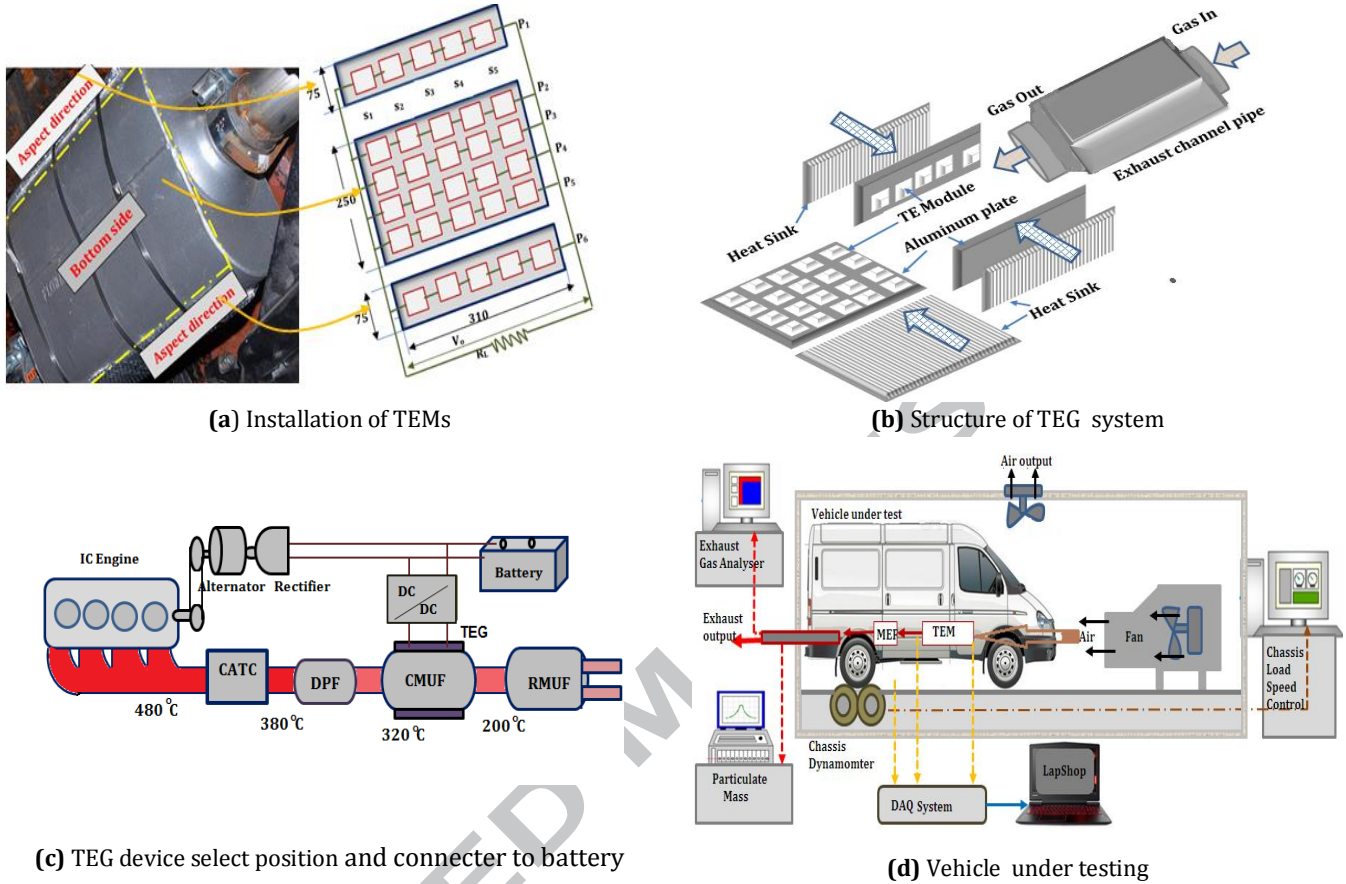 Aspect direction
Bottom side
Aspect direction
75
250
75
310
S1
S2
S3
S4
S5
P1
P2
P3
P4
P5
P6
Vo
RL
(a) Installation of TEMs
Gas In
Gas Out
Exhaust channel pipe
TE Module
Aluminum plate
Heat Sink
Heat Sink
(b) Structure of TEG system
IC Engine
Alternator Rectifier
Battery
DC
DC
TEG
CATC
DPF
CMUF
RMUF
480 °C
380 °C
320 °C
200 °C
(c) TEG device select position and connecter to battery
Air output
Vehicle under test
Exhaust
Gas Analyser
Exhaust
output
MEP
TEM
Air
Fan
Chassis
Load
Speed
Control
Chassis
Dynamomter
Particulate
Mass
DAQ System
LapShop
(d) Vehicle under testing